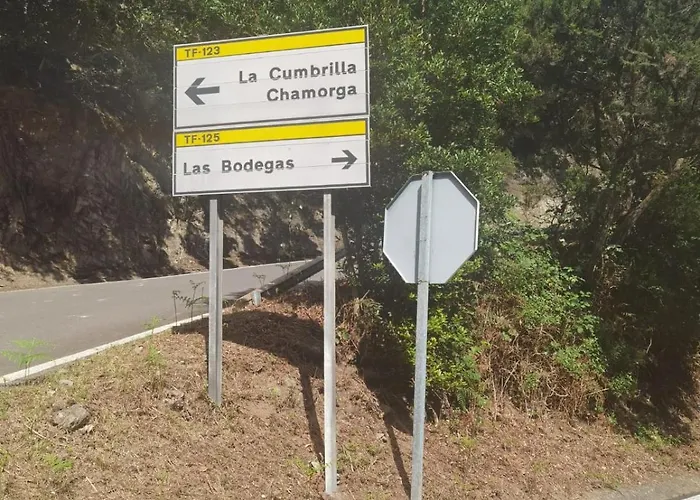 TF-123
La Cumbrilla
Chamorga
TF-125
Las Bodegas